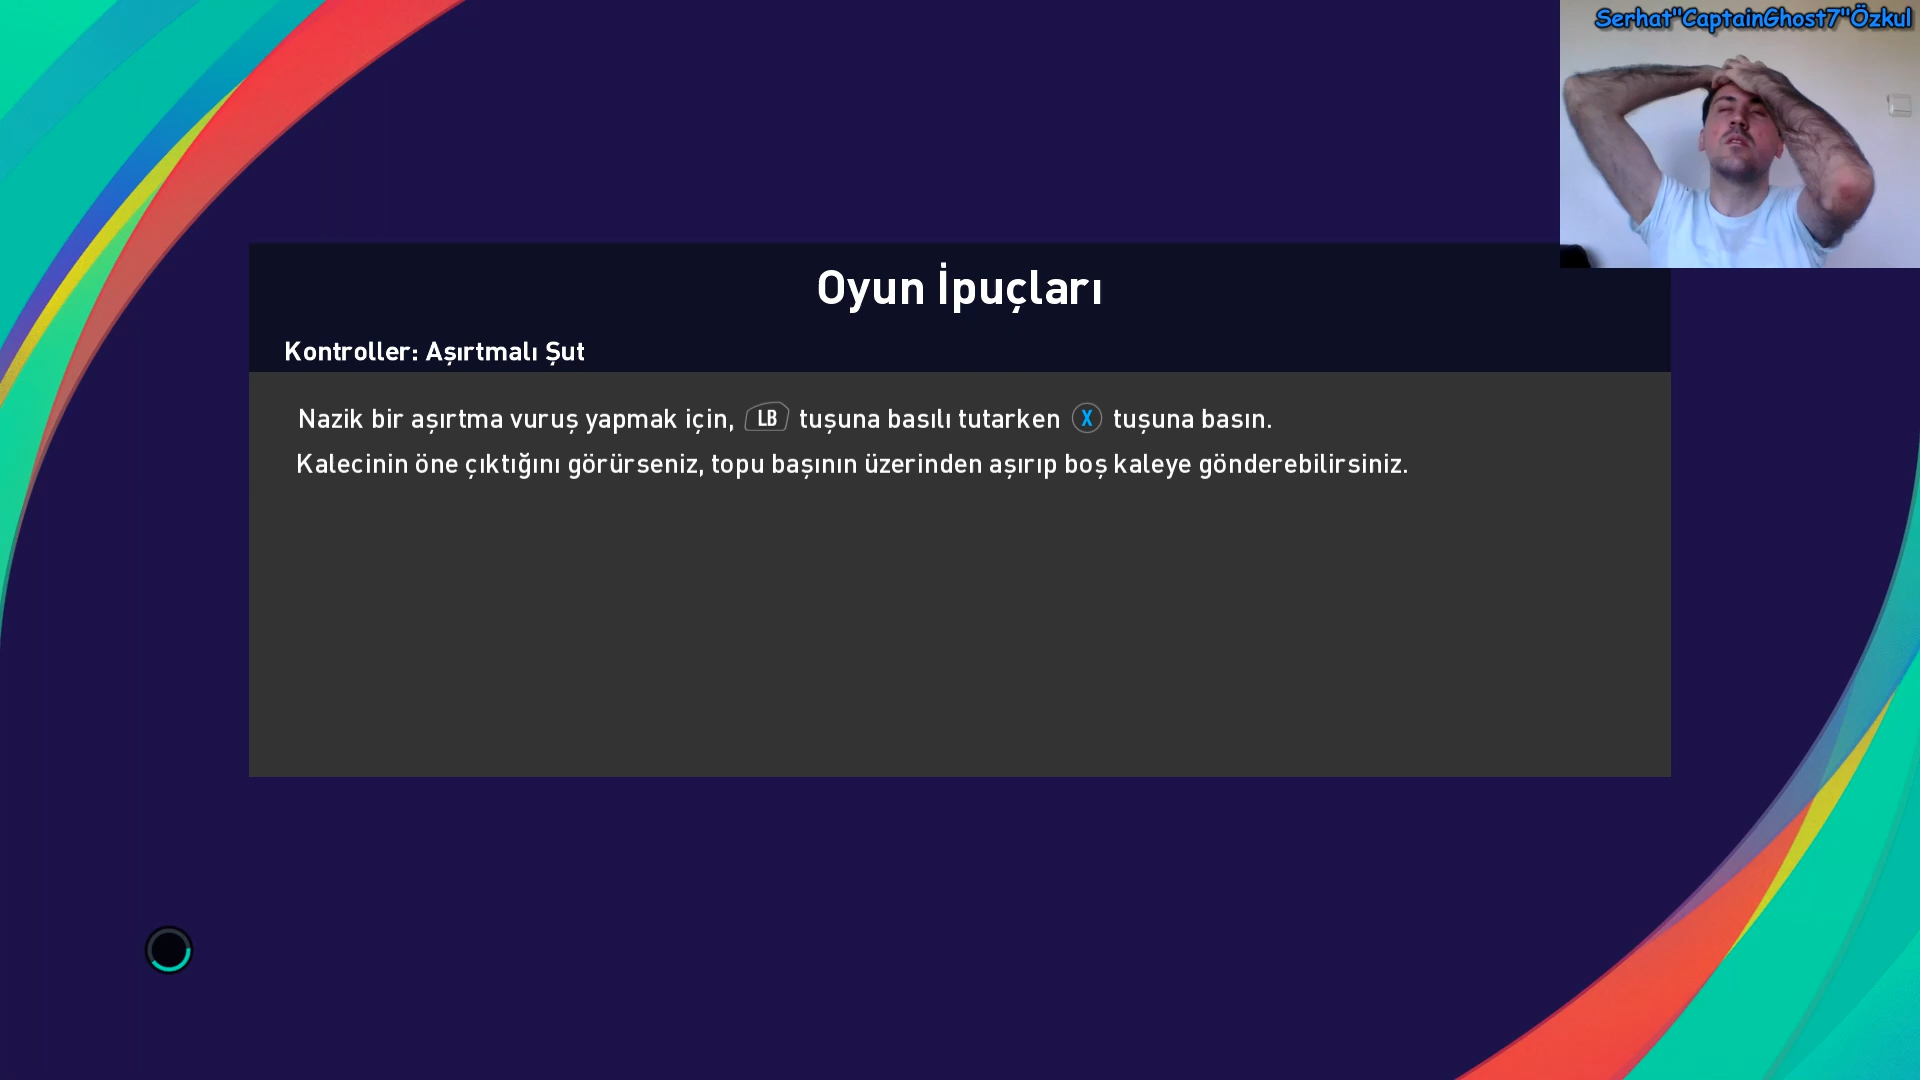 Serhat"CaptainGhost7"Özkul
Oyun İpuçları
Kontroller: Aşırtmalı Şut
Nazik bir aşırtma vuruş yapmak için, LB tuşuna basılı tutarken X tuşuna basın.
Kalecinin öne çıktığını görürseniz, topu başının üzerinden aşırıp boş kaleye gönderebilirsiniz.